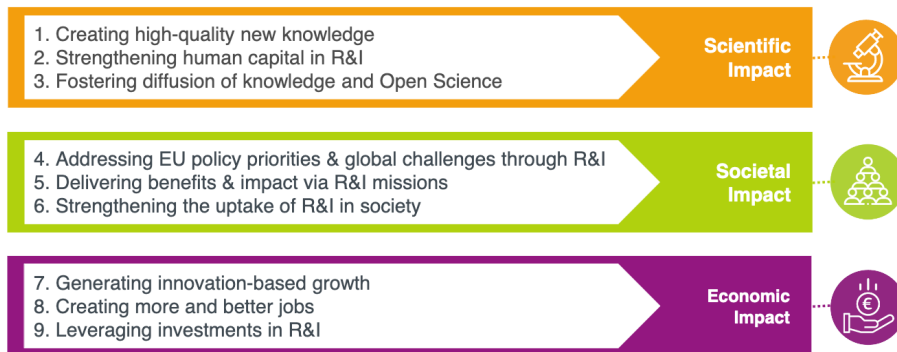 1. Creating high-quality new knowledge
2. Strengthening human capital in R&I
3. Fostering diffusion of knowledge and Open Science
Scientific
Impact
4. Addressing EU policy priorities & global challenges through R&I
5. Delivering benefits & impact via R&I missions
6. Strengthening the uptake of R&I in society
Societal
Impact
7. Generating innovation-based growth
8. Creating more and better jobs
9. Leveraging investments in R&I
Economic
Impact
€